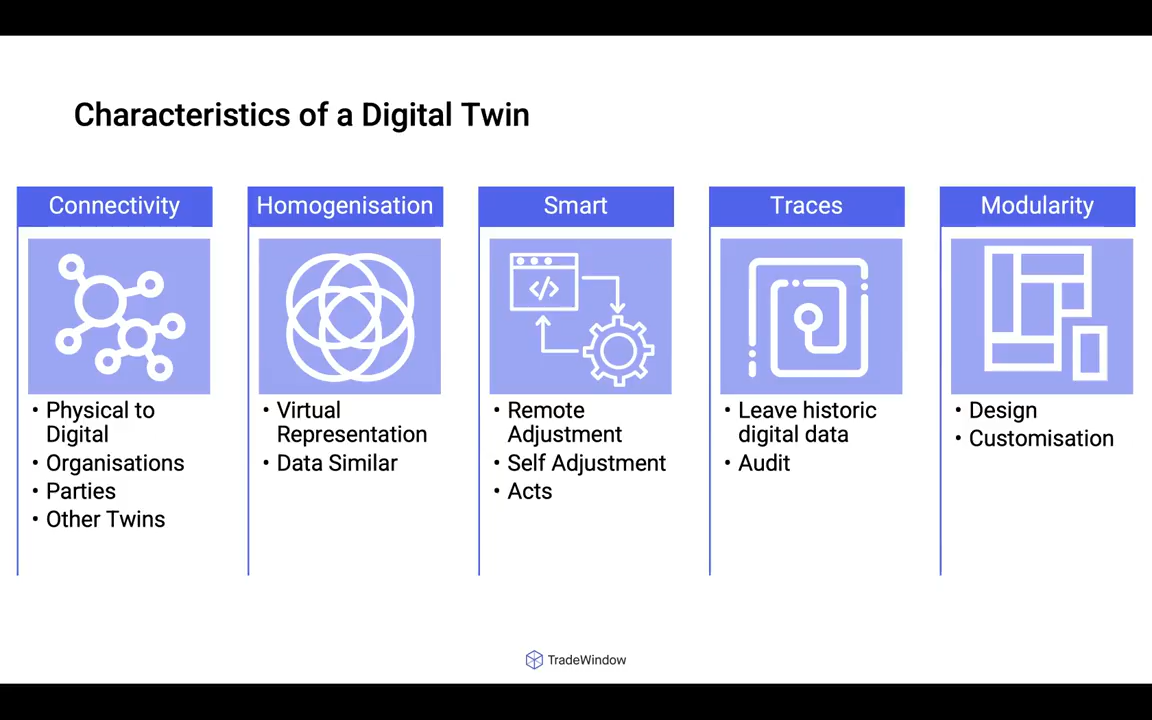 Characteristics of a Digital Twin
Connectivity
• Physical to
Digital
• Organisations
• Parties
• Other Twins
Homogenisation
• Virtual
Representation
• Data Similar
Smart
</>
• Remote
Adjustment
• Self Adjustment
• Acts
Traces
• Leave historic
digital data
• Audit
Modularity
• Design
• Customisation
TradeWindow